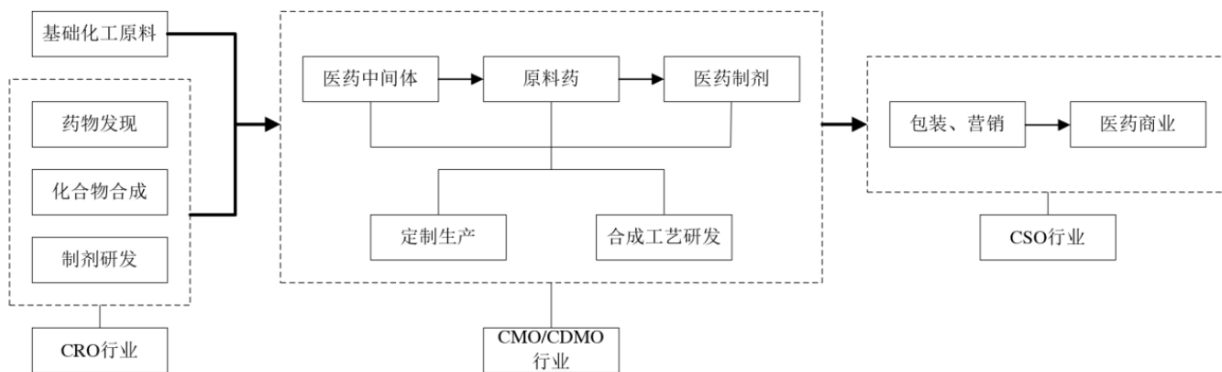 基础化工原料
药物发现
化合物合成
制剂研发
CRO行业
医药中间体
原料药
医药制剂
定制生产
合成工艺研发
CMO/CDMO
行业
包装、营销
医药商业
CSO行业